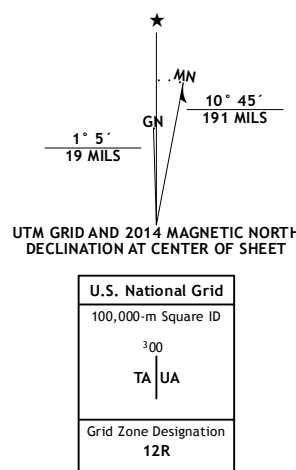 ★
MN
GN
10° 45´
191 MILS
1° 5´
19 MILS
UTM GRID AND 2014 MAGNETIC NORTH
DECLINATION AT CENTER OF SHEET
U.S. National Grid
100,000-m Square ID
³00
TA UA
Grid Zone Designation
12R